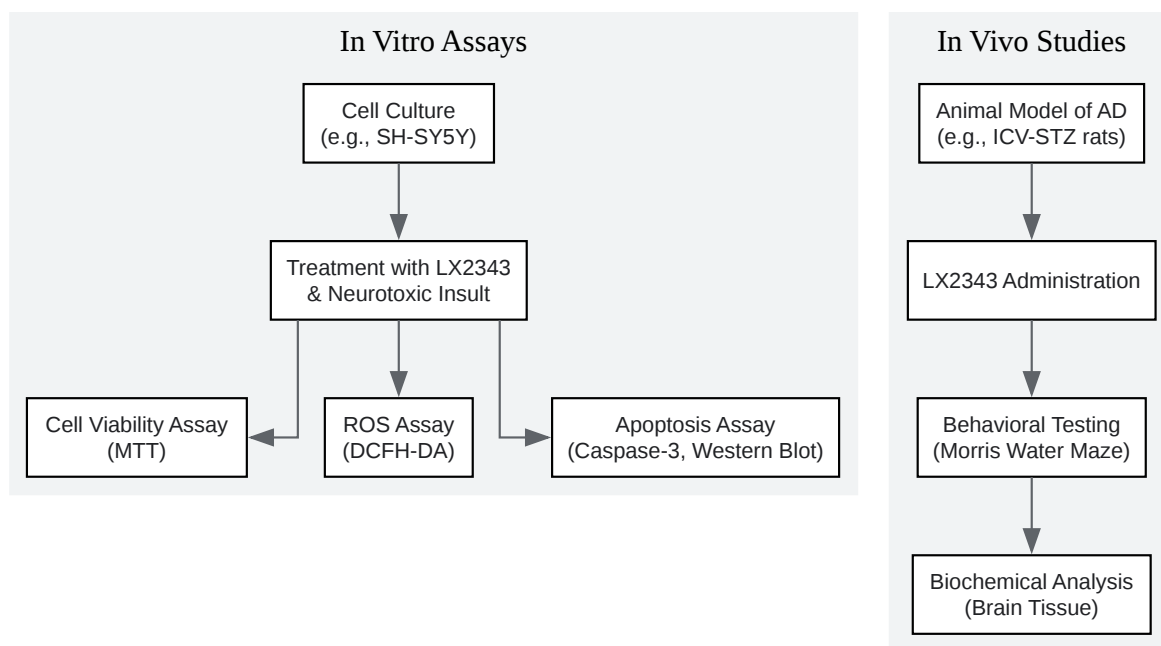 In Vitro Assays
Cell Culture
(e.g., SH-SY5Y)
Treatment with LX2343
& Neurotoxic Insult
Cell Viability Assay
(MTT)
ROS Assay
(DCFH-DA)
Apoptosis Assay
(Caspase-3, Western Blot)
In Vivo Studies
Animal Model of AD
(e.g., ICV-STZ rats)
LX2343 Administration
Behavioral Testing
(Morris Water Maze)
Biochemical Analysis
(Brain Tissue)